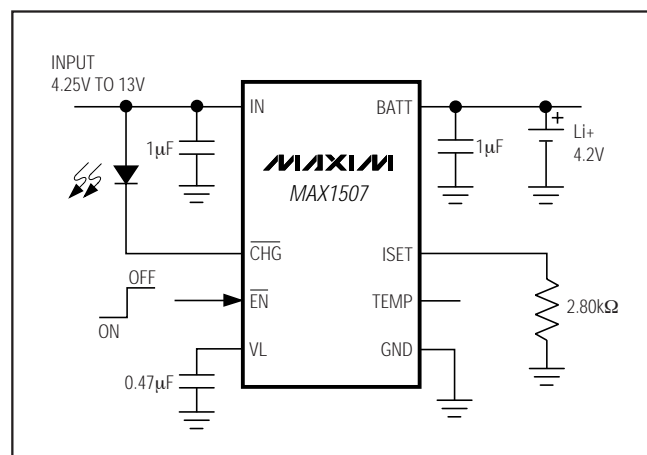 INPUT
4.25V TO 13V
IN
BATT
1μF
1μF
+
Li+
4.2V
MAXIM
MAX1507
CHG
ISET
OFF
EN
TEMP
2.80kΩ
ON
VL
GND
0.47μF